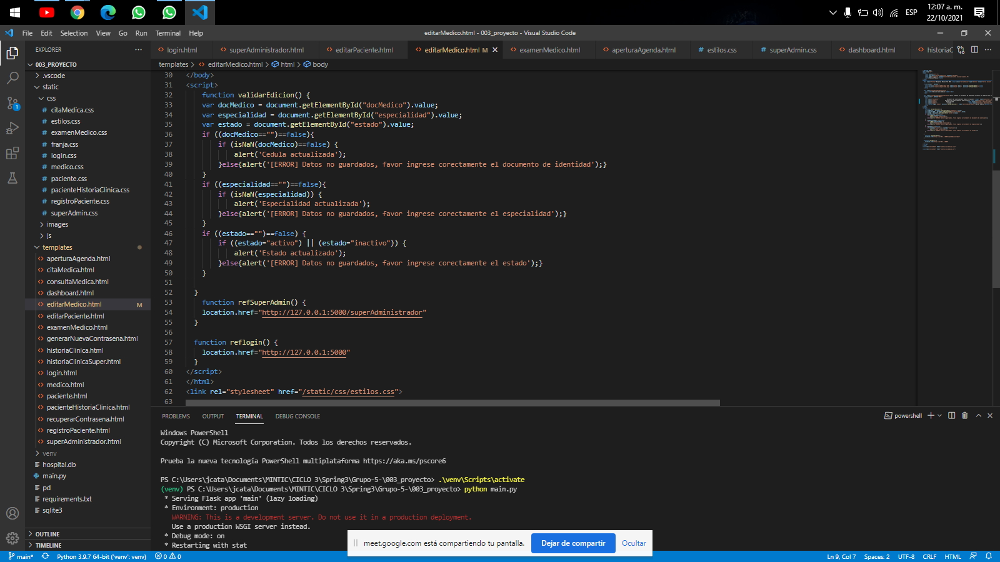 12:07 a. m.
ESP
22/10/2021
File Edit Selection View Go Run Terminal Help
editarMedico.html - 003_proyecto - Visual Studio Code
EXPLORER
login.html superAdministrador.html editarPaciente.html editarMedico.html M examenMedico.html aperturaAgenda.html estilos.css superAdmin.css dashboard.html historiaC
003_PROYECTO
templates > editarMedico.html > html > body
.vscode
static
css
citaMedica.css
estilos.css
examenMedico.css
franja.css
login.css
medico.css
paciente.css
pacienteHistoriaClinica.css
registroPaciente.css
superAdmin.css
images
js
templates
aperturaAgenda.html
citaMedica.html
consultaMedica.html
dashboard.html
editarMedico.html M
editarPaciente.html
examenMedico.html
generarNuevaContrasena.html
historiaClinica.html
historiaClinicaSuper.html
login.html
medico.html
paciente.html
pacienteHistoriaClinica.html
recuperarContrasena.html
registroPaciente.html
superAdministrador.html
venv
hospital.db
main.py
pd
requirements.txt
sqlite3
OUTLINE
TIMELINE
1
30 </body>
31 <script>
32 function validarEdicion() {
33 var docMedico = document.getElementById("docMedico").value;
34 var especialidad = document.getElementById("especialidad").value;
35 var estado = document.getElementById("estado").value;
36 if ((docMedico=="")==false){
37 if (isNaN(docMedico)==false) {
38 alert('Cedula actualizada');
39 }else{alert('[ERROR] Datos no guardados, favor ingrese corectamente el documento de identidad');}
40 }
41 if ((especialidad=="")==false){
42 if (isNaN(especialidad)) {
43 alert('Especialidad actualizada');
44 }else{alert('[ERROR] Datos no guardados, favor ingrese correctamente el especialidad');}
45 }
46 if ((estado=="")==false) {
47 if ((estado="activo") || (estado="inactivo")) {
48 alert('Estado actualizado');
49 }else{alert('[ERROR] Datos no guardados, favor ingrese correctamente el estado');}
50 }
51
52 }
53 function refSuperAdmin() {
54 location.href="http://127.0.0.1:5000/superAdministrador"
55 }
56
57 function reflogin() {
58 location.href="http://127.0.0.1:5000"
59 }
60 </script>
61 </html>
62 <link rel="stylesheet" href="/static/css/estilos.css">
63
PROBLEMS OUTPUT TERMINAL DEBUG CONSOLE
powershell
Windows PowerShell
Copyright (C) Microsoft Corporation. Todos los derechos reservados.
Prueba la nueva tecnología PowerShell multiplataforma https://aka.ms/pscore6
PS C:\Users\jcata\Documents\MINTIC\CICLO 3\Spring3\Grupo-5-\003_proyecto> .\venv\Scripts\activate
(venv) PS C:\Users\jcata\Documents\MINTIC\CICLO 3\Spring3\Grupo-5-\003_proyecto> python main.py
* Serving Flask app 'main' (lazy loading)
* Environment: production
WARNING: This is a development server. Do not use it in a production deployment.
Use a production WSGI server instead.
* Debug mode: on
* Restarting with stat
meet.google.com está compartiendo tu pantalla.
Dejar de compartir
Ocultar
main* Python 3.9.7 64-bit ('venv': venv) 0 0
Ln 9, Col 7 Spaces: 2 UTF-8 CRLF HTML